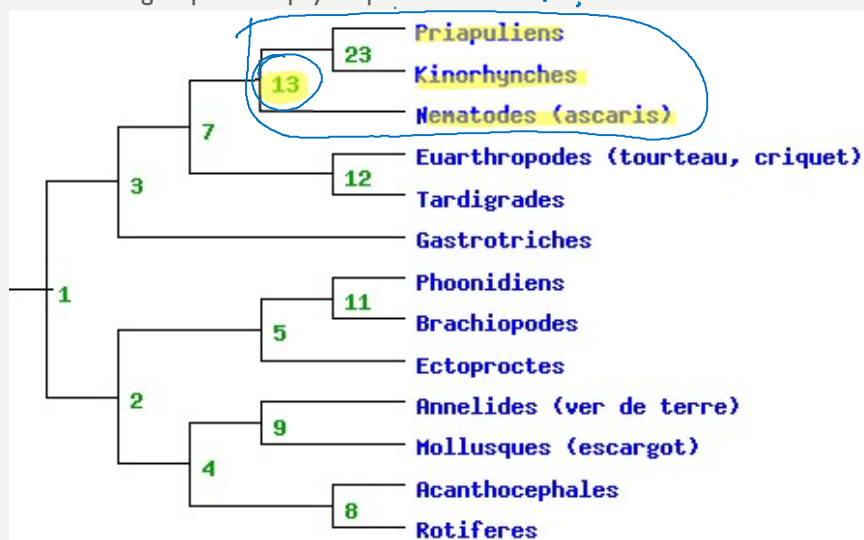 Priapuliens
23
Kinorhynches
13
Nematodes (ascaris)
7
Euarthropodes (tourteau, criquet)
12
3
Tardigrades
Gastrotriches
Phoonidiens
1
11
Brachiopodes
5
Ectoproctes
2
Annelides (ver de terre)
9
Mollusques (escargot)
4
Acanthocephales
8
Rotiferes